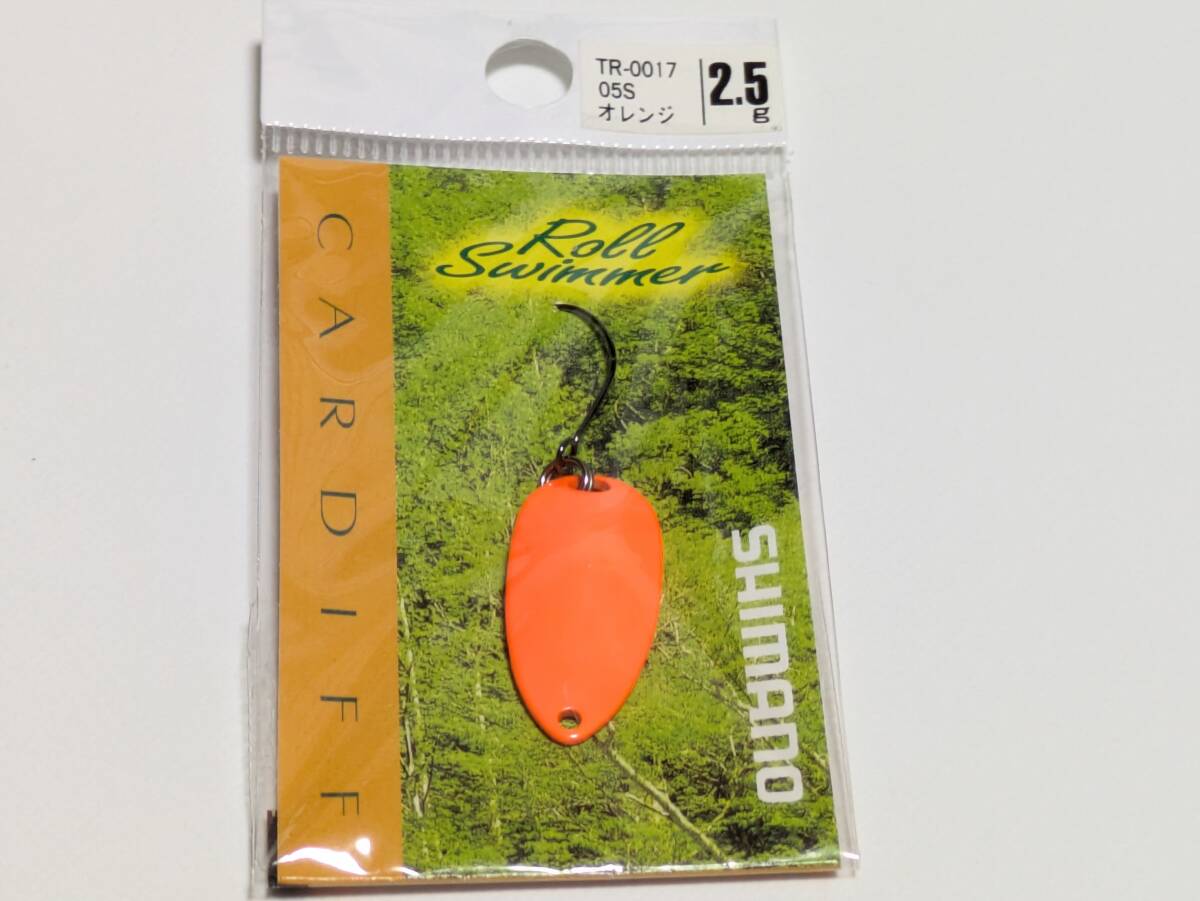 TR-0017
05S
オレンジ
2.5
g
Roll
Swimmer
CARDIFF
SHIMANO